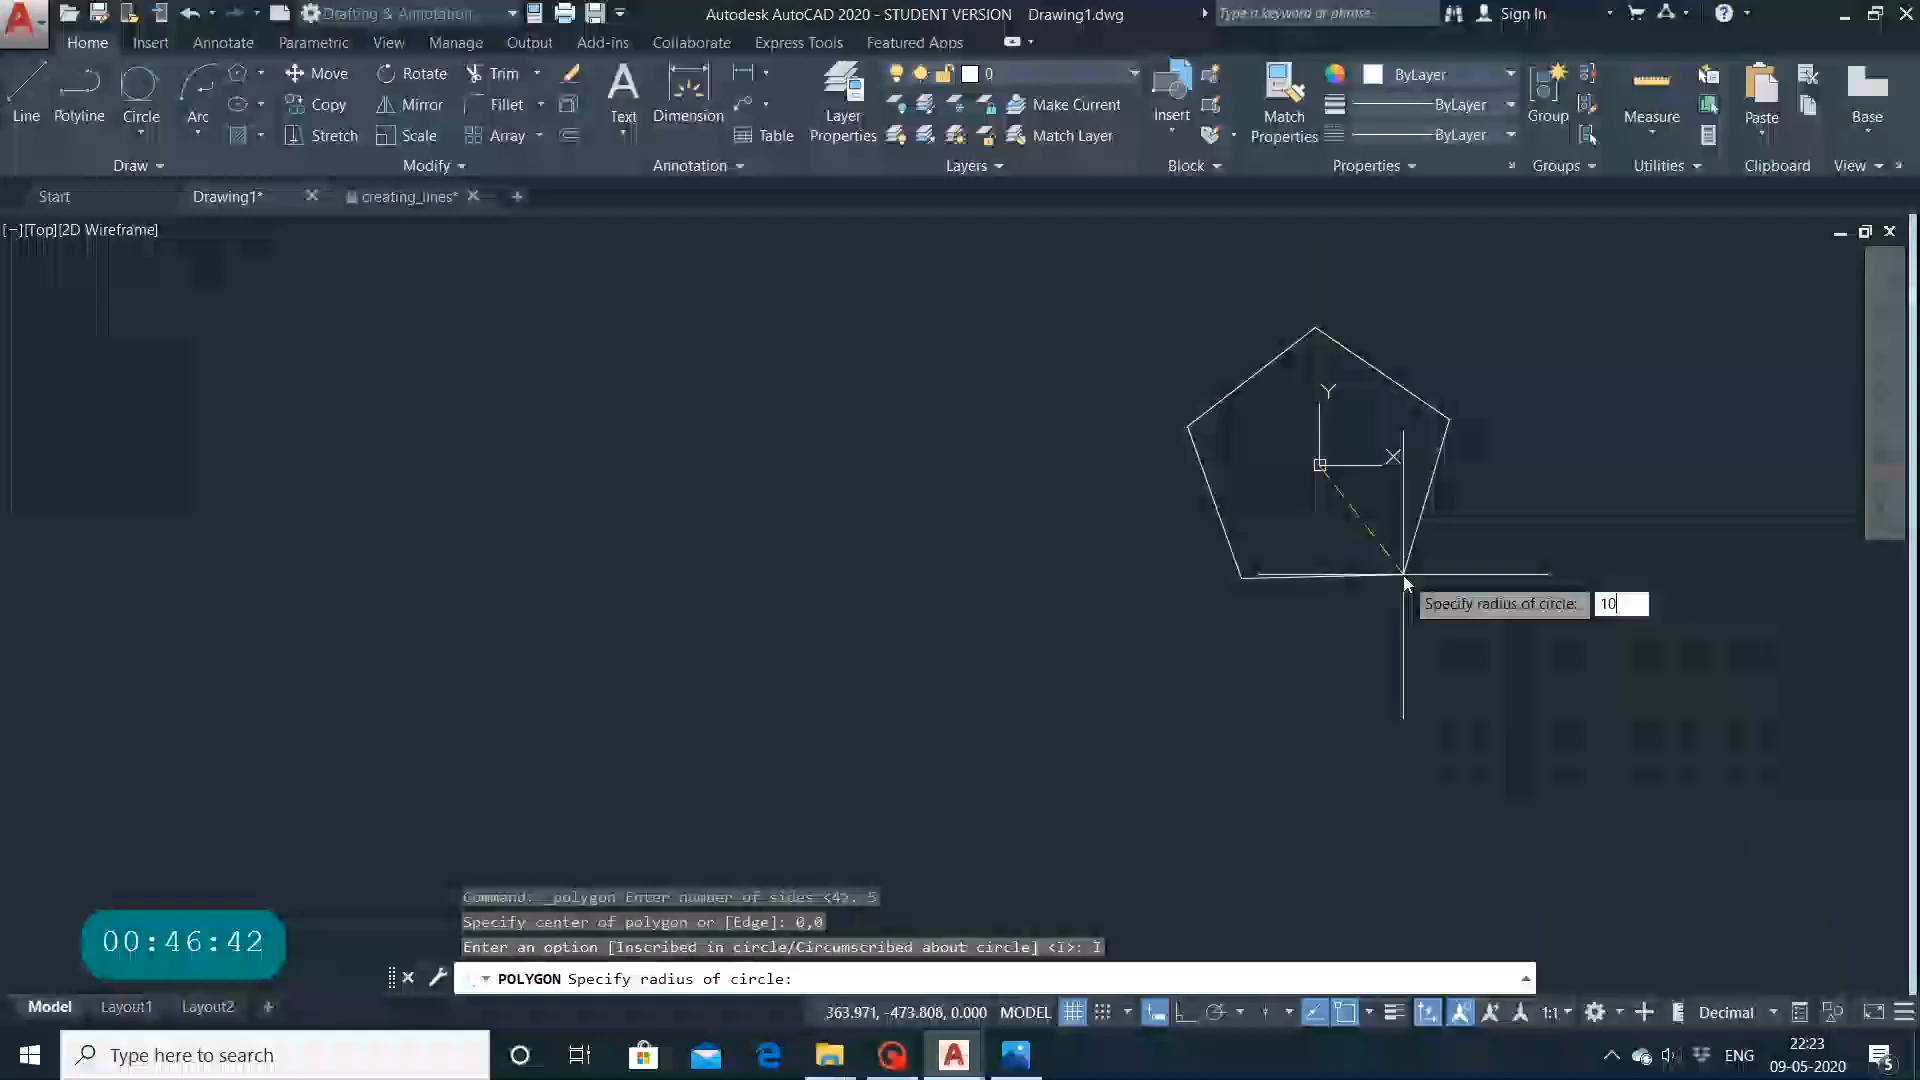 Drafting & Annotation
Autodesk AutoCAD 2020 - STUDENT VERSION Drawing1.dwg
Type a keyword or phrase
Sign In
Home Insert Annotate Parametric View Manage Output Add-ins Collaborate Express Tools Featured Apps
Move Rotate Trim 0 ByLayer
Copy Mirror Fillet Make Current ByLayer
Line Polyline Circle Arc Text Dimension Layer Properties Insert Match Properties Group Measure Paste Base
Stretch Scale Array Table Match Layer ByLayer
Draw Modify Annotation Layers Block Properties Groups Utilities Clipboard View
Start Drawing1* creating_lines*
[−][Top][2D Wireframe]
Y
X
Specify radius of circle: 10
Command: _polygon Enter number of sides <4>: 5
Specify center of polygon or [Edge]: 0,0
Enter an option [Inscribed in circle/Circumscribed about circle] <I>: I
00:46:42
POLYGON Specify radius of circle:
Model Layout1 Layout2
363.971, -473.808, 0.000 MODEL 1:1 Decimal
Type here to search
ENG
22:23
09-05-2020
5